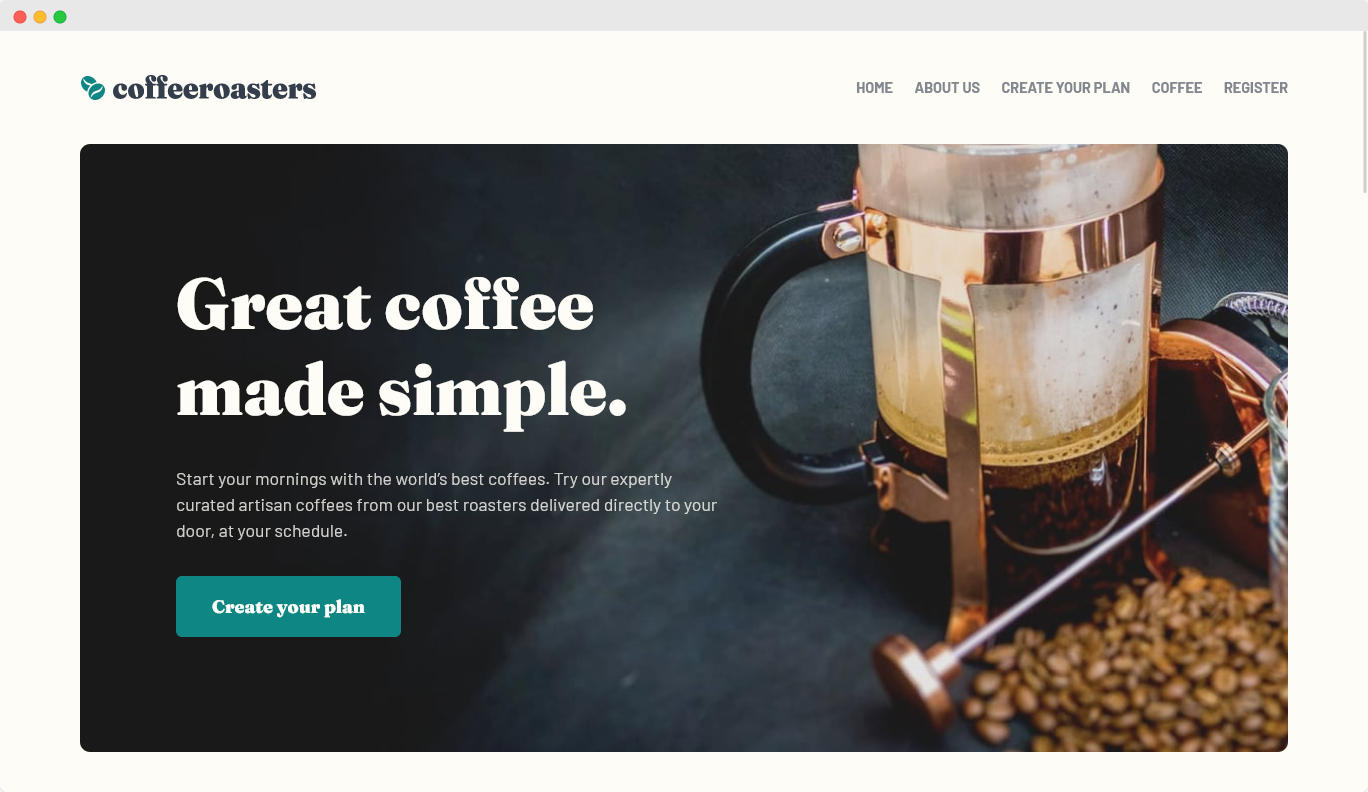 coffeeroasters
HOME ABOUT US CREATE YOUR PLAN COFFEE REGISTER
Great coffee
made simple.
Start your mornings with the world’s best coffees. Try our expertly
curated artisan coffees from our best roasters delivered directly to your
door, at your schedule.
Create your plan